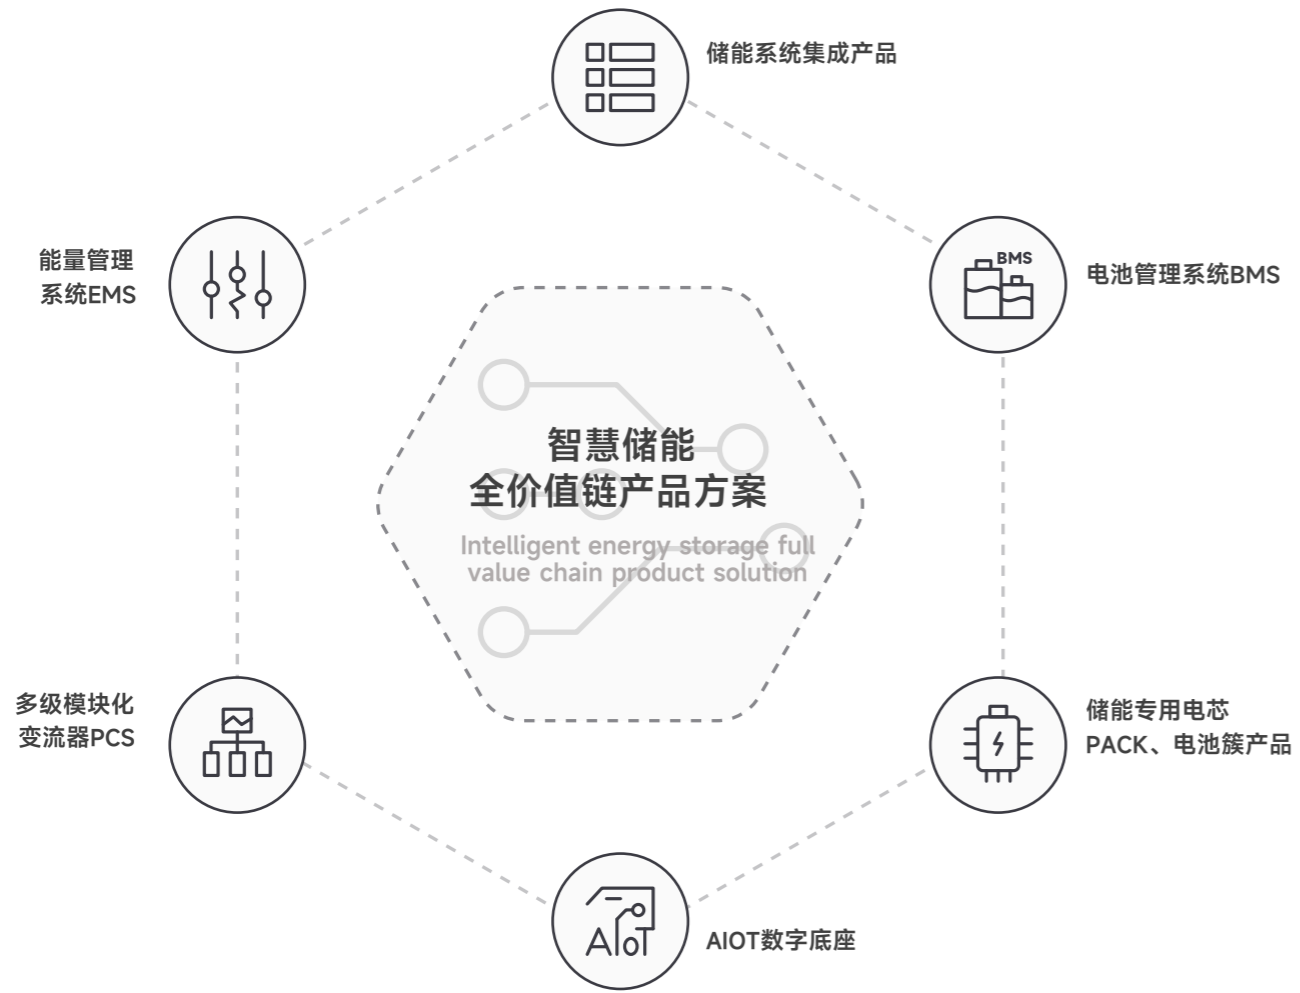 储能系统集成产品
能量管理
系统EMS
BMS
电池管理系统BMS
智慧储能
全价值链产品方案
Intelligent energy storage full
value chain product solution
多级模块化
变流器PCS
储能专用电芯
PACK、电池簇产品
AIoT
AIOT数字底座